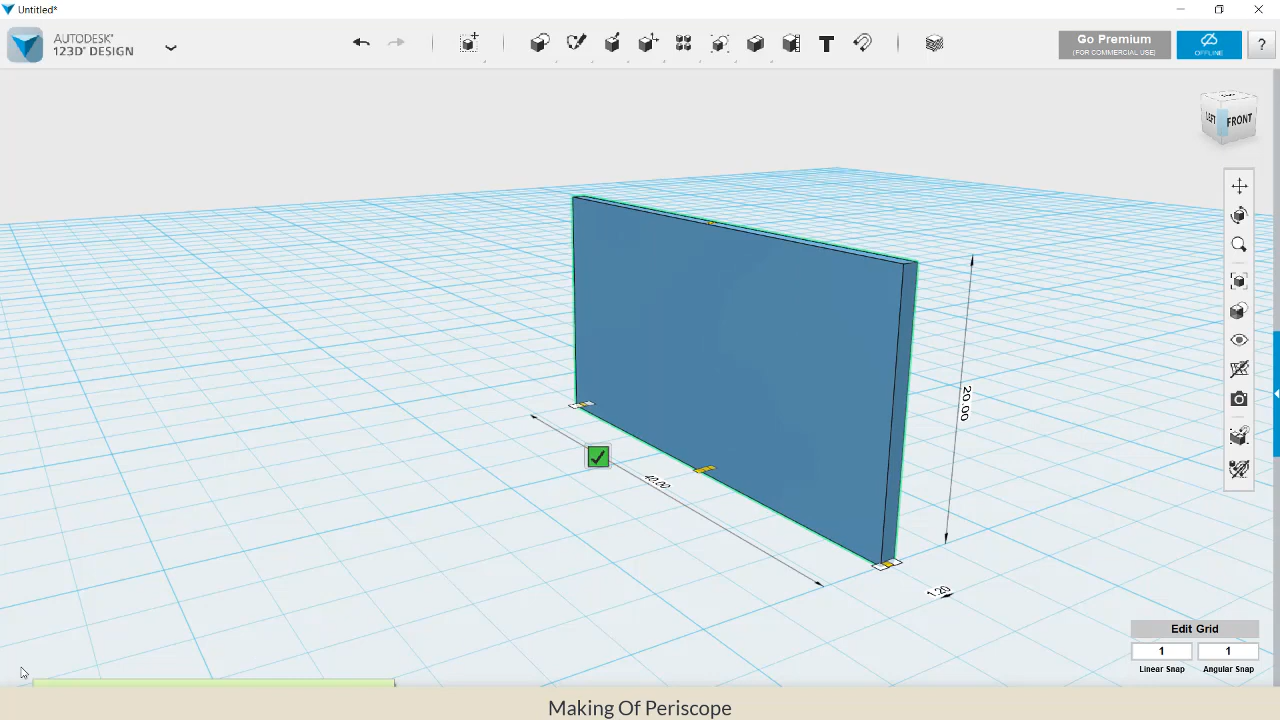 Untitled*
AUTODESK®
123D® DESIGN
T
Go Premium
(FOR COMMERCIAL USE)
OFFLINE
?
LEFT
FRONT
20.00
40.00
1.20
Edit Grid
1
1
Linear Snap
Angular Snap
Making Of Periscope